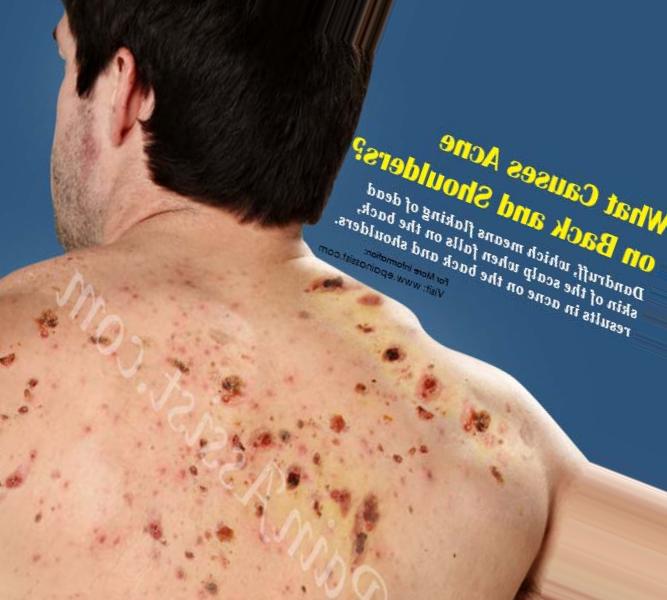 What Causes Acne
on Back and Shoulders?
Dandruff, which means flaking of dead
skin of the scalp when falls on the back,
results in acne on the back and shoulders.
For More Information:
Visit: www.epainassist.com
PainAssist.com